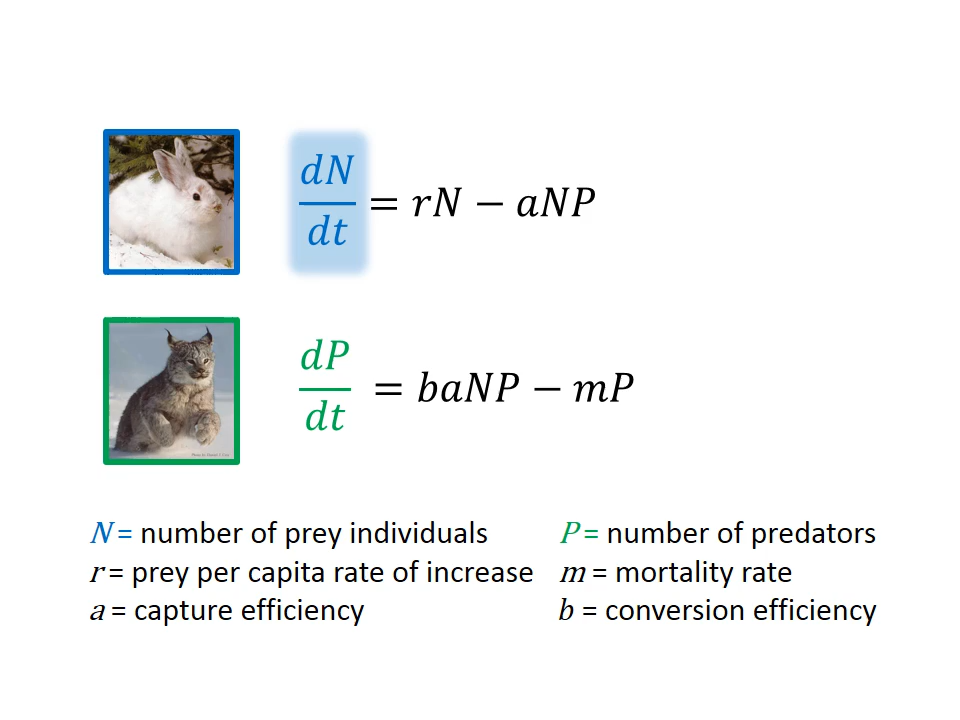 dN/dt = rN − aNP
dP/dt = baNP − mP
N = number of prey individuals
r = prey per capita rate of increase
a = capture efficiency
P = number of predators
m = mortality rate
b = conversion efficiency